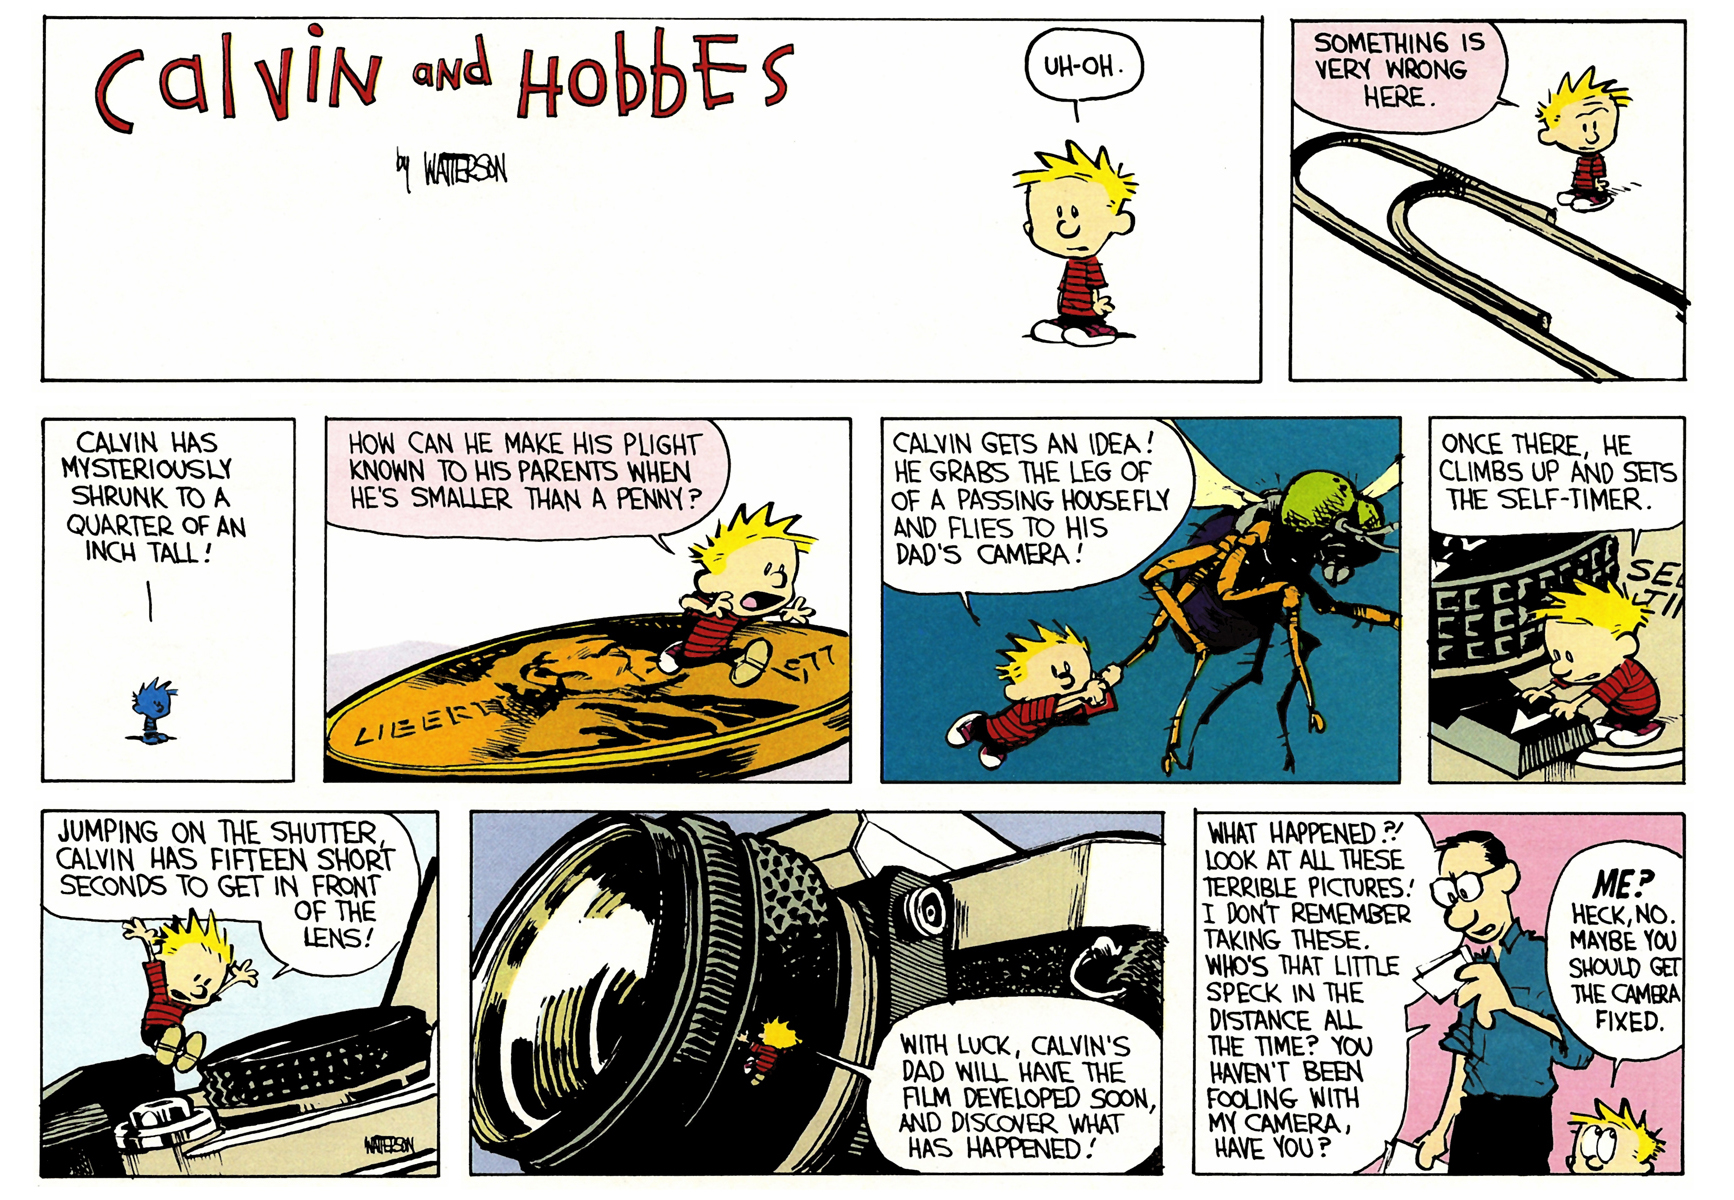 CALVIN AND HOBBES
by WATTERSON
UH-OH.
SOMETHING IS
VERY WRONG
HERE.
CALVIN HAS
MYSTERIOUSLY
SHRUNK TO A
QUARTER OF AN
INCH TALL!
HOW CAN HE MAKE HIS PLIGHT
KNOWN TO HIS PARENTS WHEN
HE'S SMALLER THAN A PENNY?
LIBERTY
1977
CALVIN GETS AN IDEA!
HE GRABS THE LEG OF
OF A PASSING HOUSEFLY
AND FLIES TO HIS
DAD'S CAMERA!
ONCE THERE, HE
CLIMBS UP AND SETS
THE SELF-TIMER.
SEL
TI
JUMPING ON THE SHUTTER,
CALVIN HAS FIFTEEN SHORT
SECONDS TO GET IN FRONT
OF THE
LENS!
WATTERSON
WITH LUCK, CALVIN'S
DAD WILL HAVE THE
FILM DEVELOPED SOON,
AND DISCOVER WHAT
HAS HAPPENED!
WHAT HAPPENED?!
LOOK AT ALL THESE
TERRIBLE PICTURES!
I DON'T REMEMBER
TAKING THESE.
WHO'S THAT LITTLE
SPECK IN THE
DISTANCE ALL
THE TIME? YOU
HAVEN'T BEEN
FOOLING WITH
MY CAMERA,
HAVE YOU?
ME?
HECK, NO.
MAYBE YOU
SHOULD GET
THE CAMERA
FIXED.